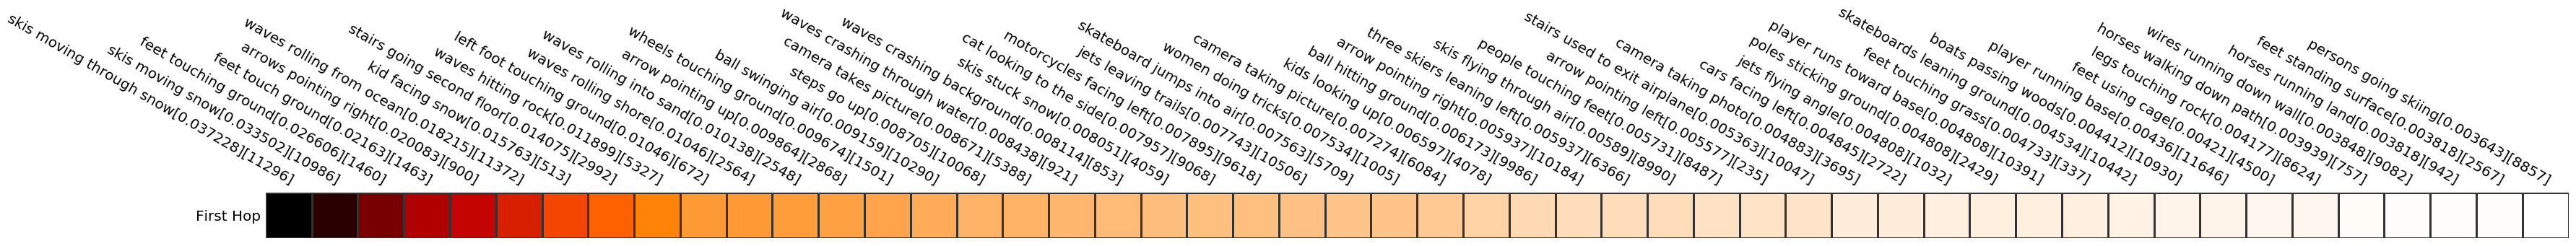 skis moving through snow[0.037228][11296]
skis moving snow[0.033502][10986]
feet touching ground[0.026606][1460]
feet touch ground[0.02163][1463]
arrows pointing right[0.020083][900]
waves rolling from ocean[0.018215][1372]
kid facing snow[0.015763][513]
stairs going second floor[0.014075][2992]
waves hitting rock[0.011899][5327]
left foot touching ground[0.01046][672]
waves rolling shore[0.01046][2564]
waves rolling into sand[0.010138][2548]
arrow pointing up[0.009864][2868]
wheels touching ground[0.009674][1501]
ball swinging air[0.009159][10290]
steps go up[0.008705][1068]
camera takes picture[0.008671][5388]
waves crashing through water[0.008438][921]
waves crashing background[0.008114][853]
skis stuck snow[0.008051][4059]
cat looking to the side[0.007957][9068]
motorcycles facing left[0.007895][9618]
jets leaving trails[0.007743][1506]
skateboard jumps into air[0.007563][5709]
women doing tricks[0.007534][1005]
camera taking picture[0.007274][6084]
kids looking up[0.006597][4078]
ball hitting ground[0.006173][9986]
arrow pointing right[0.005937][1184]
three skiers leaning left[0.005937][6366]
skis flying through air[0.00589][8990]
people touching feet[0.005731][8487]
arrow pointing left[0.005577][235]
stairs used to exit airplane[0.005363][10047]
camera taking photo[0.004883][3695]
cars facing left[0.004845][2722]
jets flying angle[0.004808][1032]
poles sticking ground[0.004808][2429]
player runs toward base[0.004808][10391]
feet touching grass[0.004733][337]
skateboards leaning ground[0.004534][10442]
boats passing woods[0.004412][10930]
player running base[0.00436][11646]
feet using cage[0.00421][4500]
legs touching rock[0.004177][8624]
horses walking down path[0.003939][757]
wires running down wall[0.003848][9082]
horses running land[0.003818][942]
feet standing surface[0.003818][2567]
persons going skiing[0.003643][8857]
First Hop